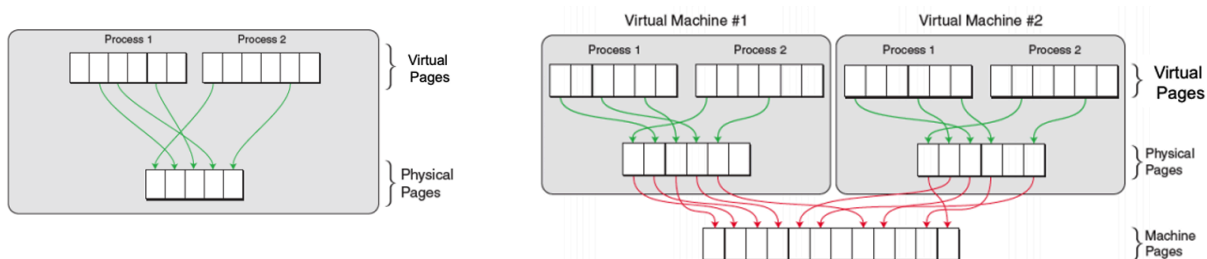 Process 1
Process 2
Virtual
Pages
Physical
Pages
Virtual Machine #1
Virtual Machine #2
Process 1
Process 2
Process 1
Process 2
Virtual
Pages
Physical
Pages
Machine
Pages